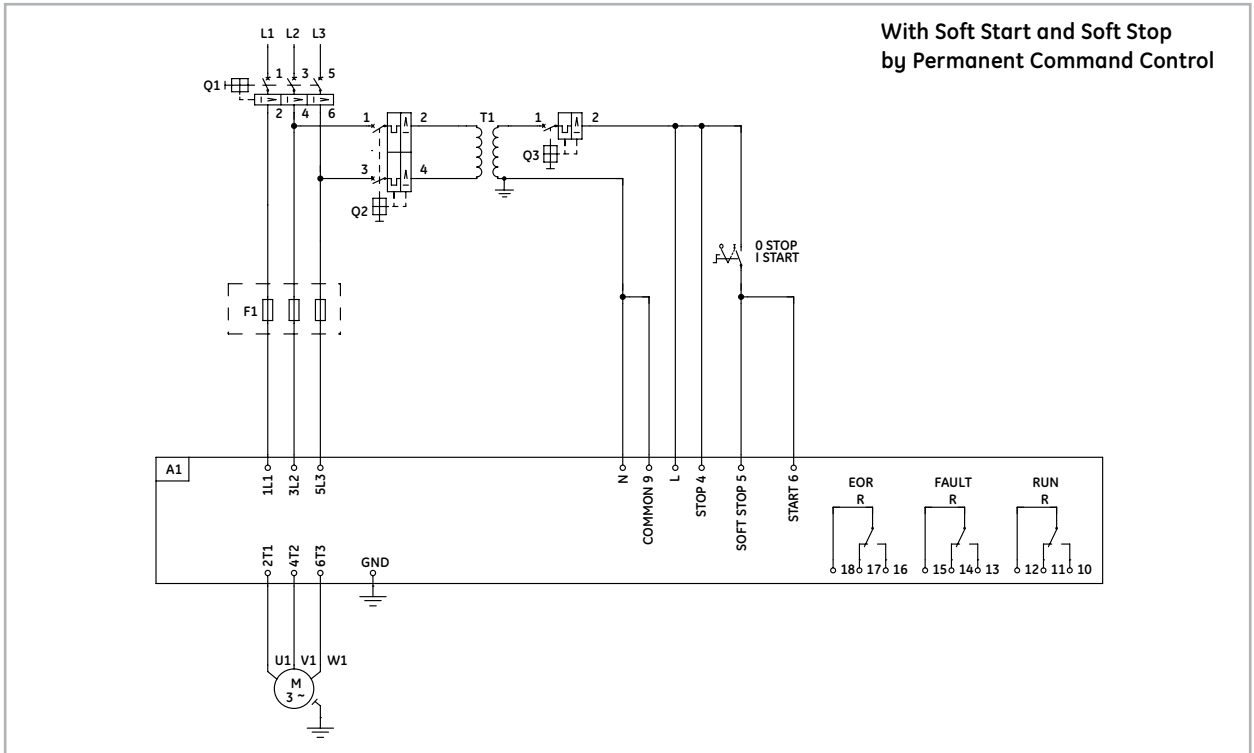 With Soft Start and Soft Stop
by Permanent Command Control
L1 L2 L3
Q1
1 3 5
2 4 6
1 2
T1
1 2
Q3
3 4
Q2
0 STOP
I START
F1
A1
1L1
3L2
5L3
N
COMMON 9
L
STOP 4
SOFT STOP 5
START 6
EOR
R
18 17 16
FAULT
R
15 14 13
RUN
R
12 11 10
2T1
4T2
6T3
GND
U1 V1 W1
M
3 ~